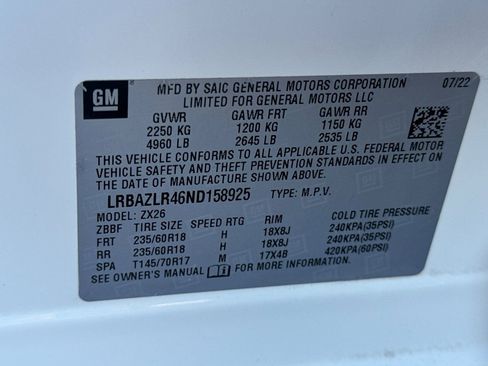 GM
MFD BY SAIC GENERAL MOTORS CORPORATION 07/22
LIMITED FOR GENERAL MOTORS LLC
GVWR GAWR FRT GAWR RR
2250 KG 1200 KG 1150 KG
4960 LB 2645 LB 2535 LB
THIS VEHICLE CONFORMS TO ALL APPLICABLE U.S. FEDERAL MOTOR
VEHICLE SAFETY AND THEFT PREVENTION STANDARDS IN EFFECT ON
THE DATE OF MANUFACTURE SHOWN ABOVE.
LRBAZLR46ND158925 TYPE: M.P.V.
MODEL: ZX26
ZBBF TIRE SIZE SPEED RTG RIM COLD TIRE PRESSURE
FRT 235/60R18 H 18X8J 240KPA(35PSI)
RR 235/60R18 H 18X8J 240KPA(35PSI)
SPA T145/70R17 M 17X4B 420KPA(60PSI)
SEE OWNER'S MANUAL FOR MORE INFORMATION.